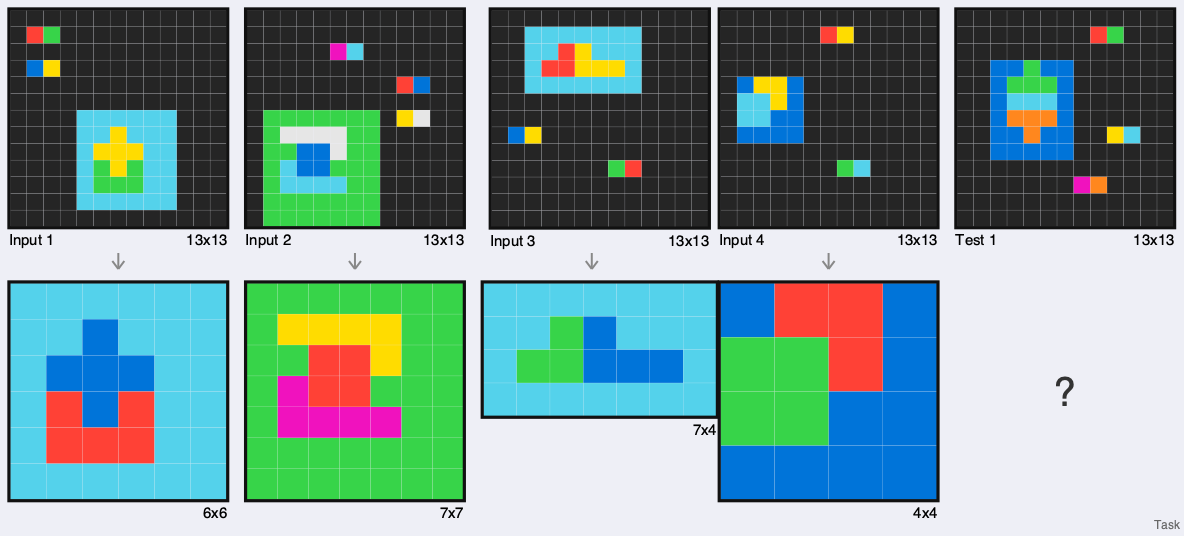 Input 1 13x13
Input 2 13x13
Input 3 13x13
Input 4 13x13
Test 1 13x13
6x6
7x7
7x4
4x4
?
Task